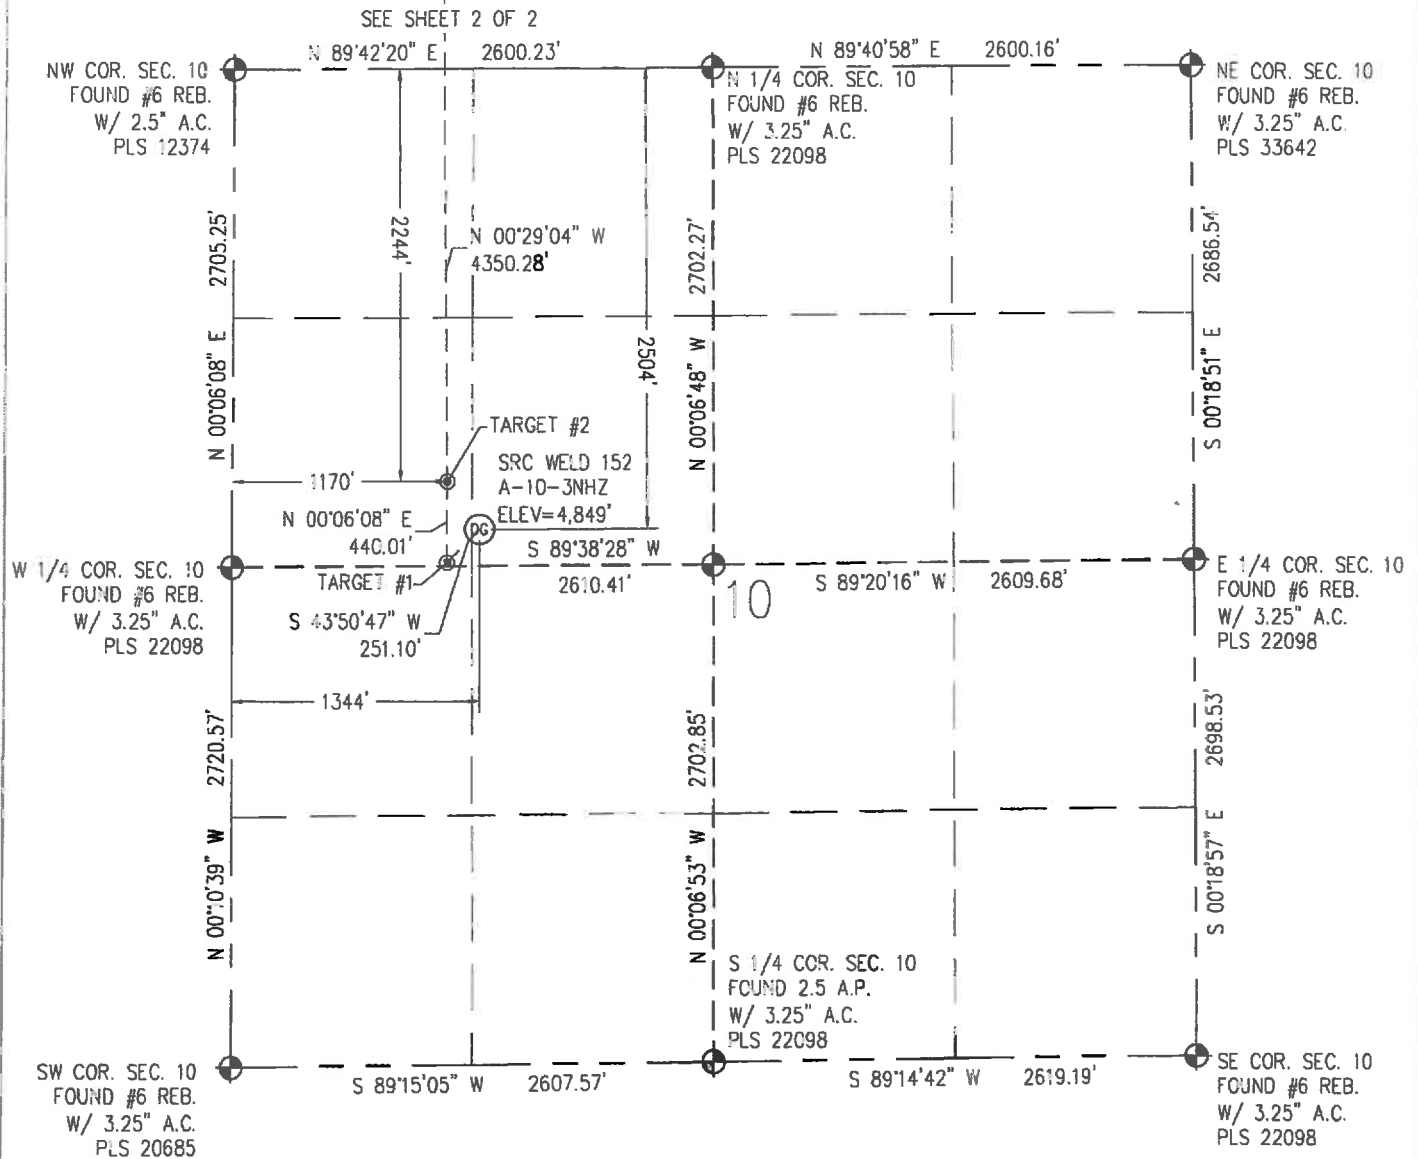 SEE SHEET 2 OF 2
N 89°42'20" E 2600.23'
N 89°40'58" E 2600.16'
NW COR. SEC. 10
FOUND #6 REB.
W/ 2.5" A.C.
PLS 12374
N 1/4 COR. SEC. 10
FOUND #6 REB.
W/ 3.25" A.C.
PLS 22098
NE COR. SEC. 10
FOUND #6 REB.
W/ 3.25" A.C.
PLS 33642
N 00°06'08" E 2705.25'
2244'
N 00°29'04" W
4350.28'
2504'
N 00°06'48" W 2702.27'
S 00°18'51" E 2686.54'
TARGET #2
SRC WELD 152
A-10-3NHZ
ELEV=4,849'
1170'
N 00°06'08" E
440.01'
DG
S 89°38'28" W
2610.41'
TARGET #1
S 43°50'47" W
251.10'
10
S 89°20'16" W 2609.68'
W 1/4 COR. SEC. 10
FOUND #6 REB.
W/ 3.25" A.C.
PLS 22098
E 1/4 COR. SEC. 10
FOUND #6 REB.
W/ 3.25" A.C.
PLS 22098
1344'
N 00°10'39" W 2720.57'
N 00°06'53" W 2702.85'
S 00°18'57" E 2698.53'
S 1/4 COR. SEC. 10
FOUND 2.5 A.P.
W/ 3.25" A.C.
PLS 22098
SW COR. SEC. 10
FOUND #6 REB.
W/ 3.25" A.C.
PLS 20685
S 89°15'05" W 2607.57'
S 89°14'42" W 2619.19'
SE COR. SEC. 10
FOUND #6 REB.
W/ 3.25" A.C.
PLS 22098